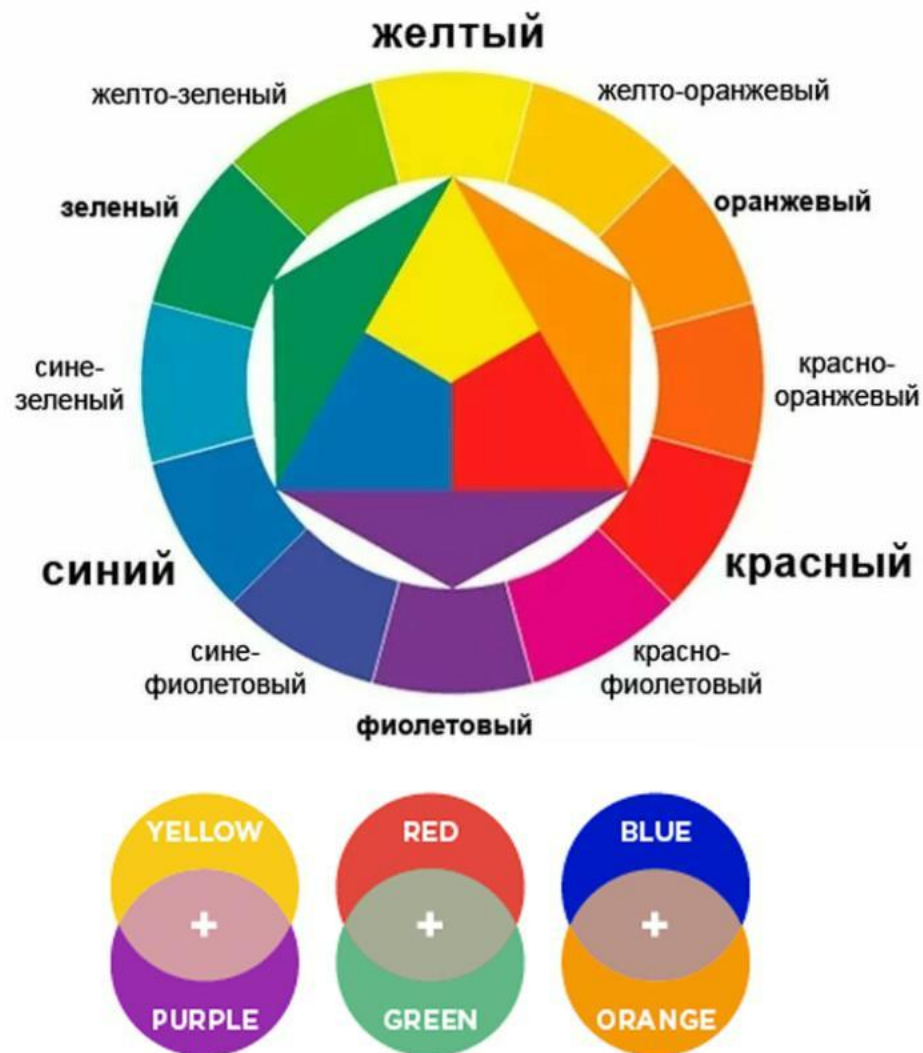 желтый
желто-зеленый
желто-оранжевый
зеленый
оранжевый
сине-
зеленый
красно-
оранжевый
синий
красный
сине-
фиолетовый
красно-
фиолетовый
фиолетовый
YELLOW
+
PURPLE
RED
+
GREEN
BLUE
+
ORANGE